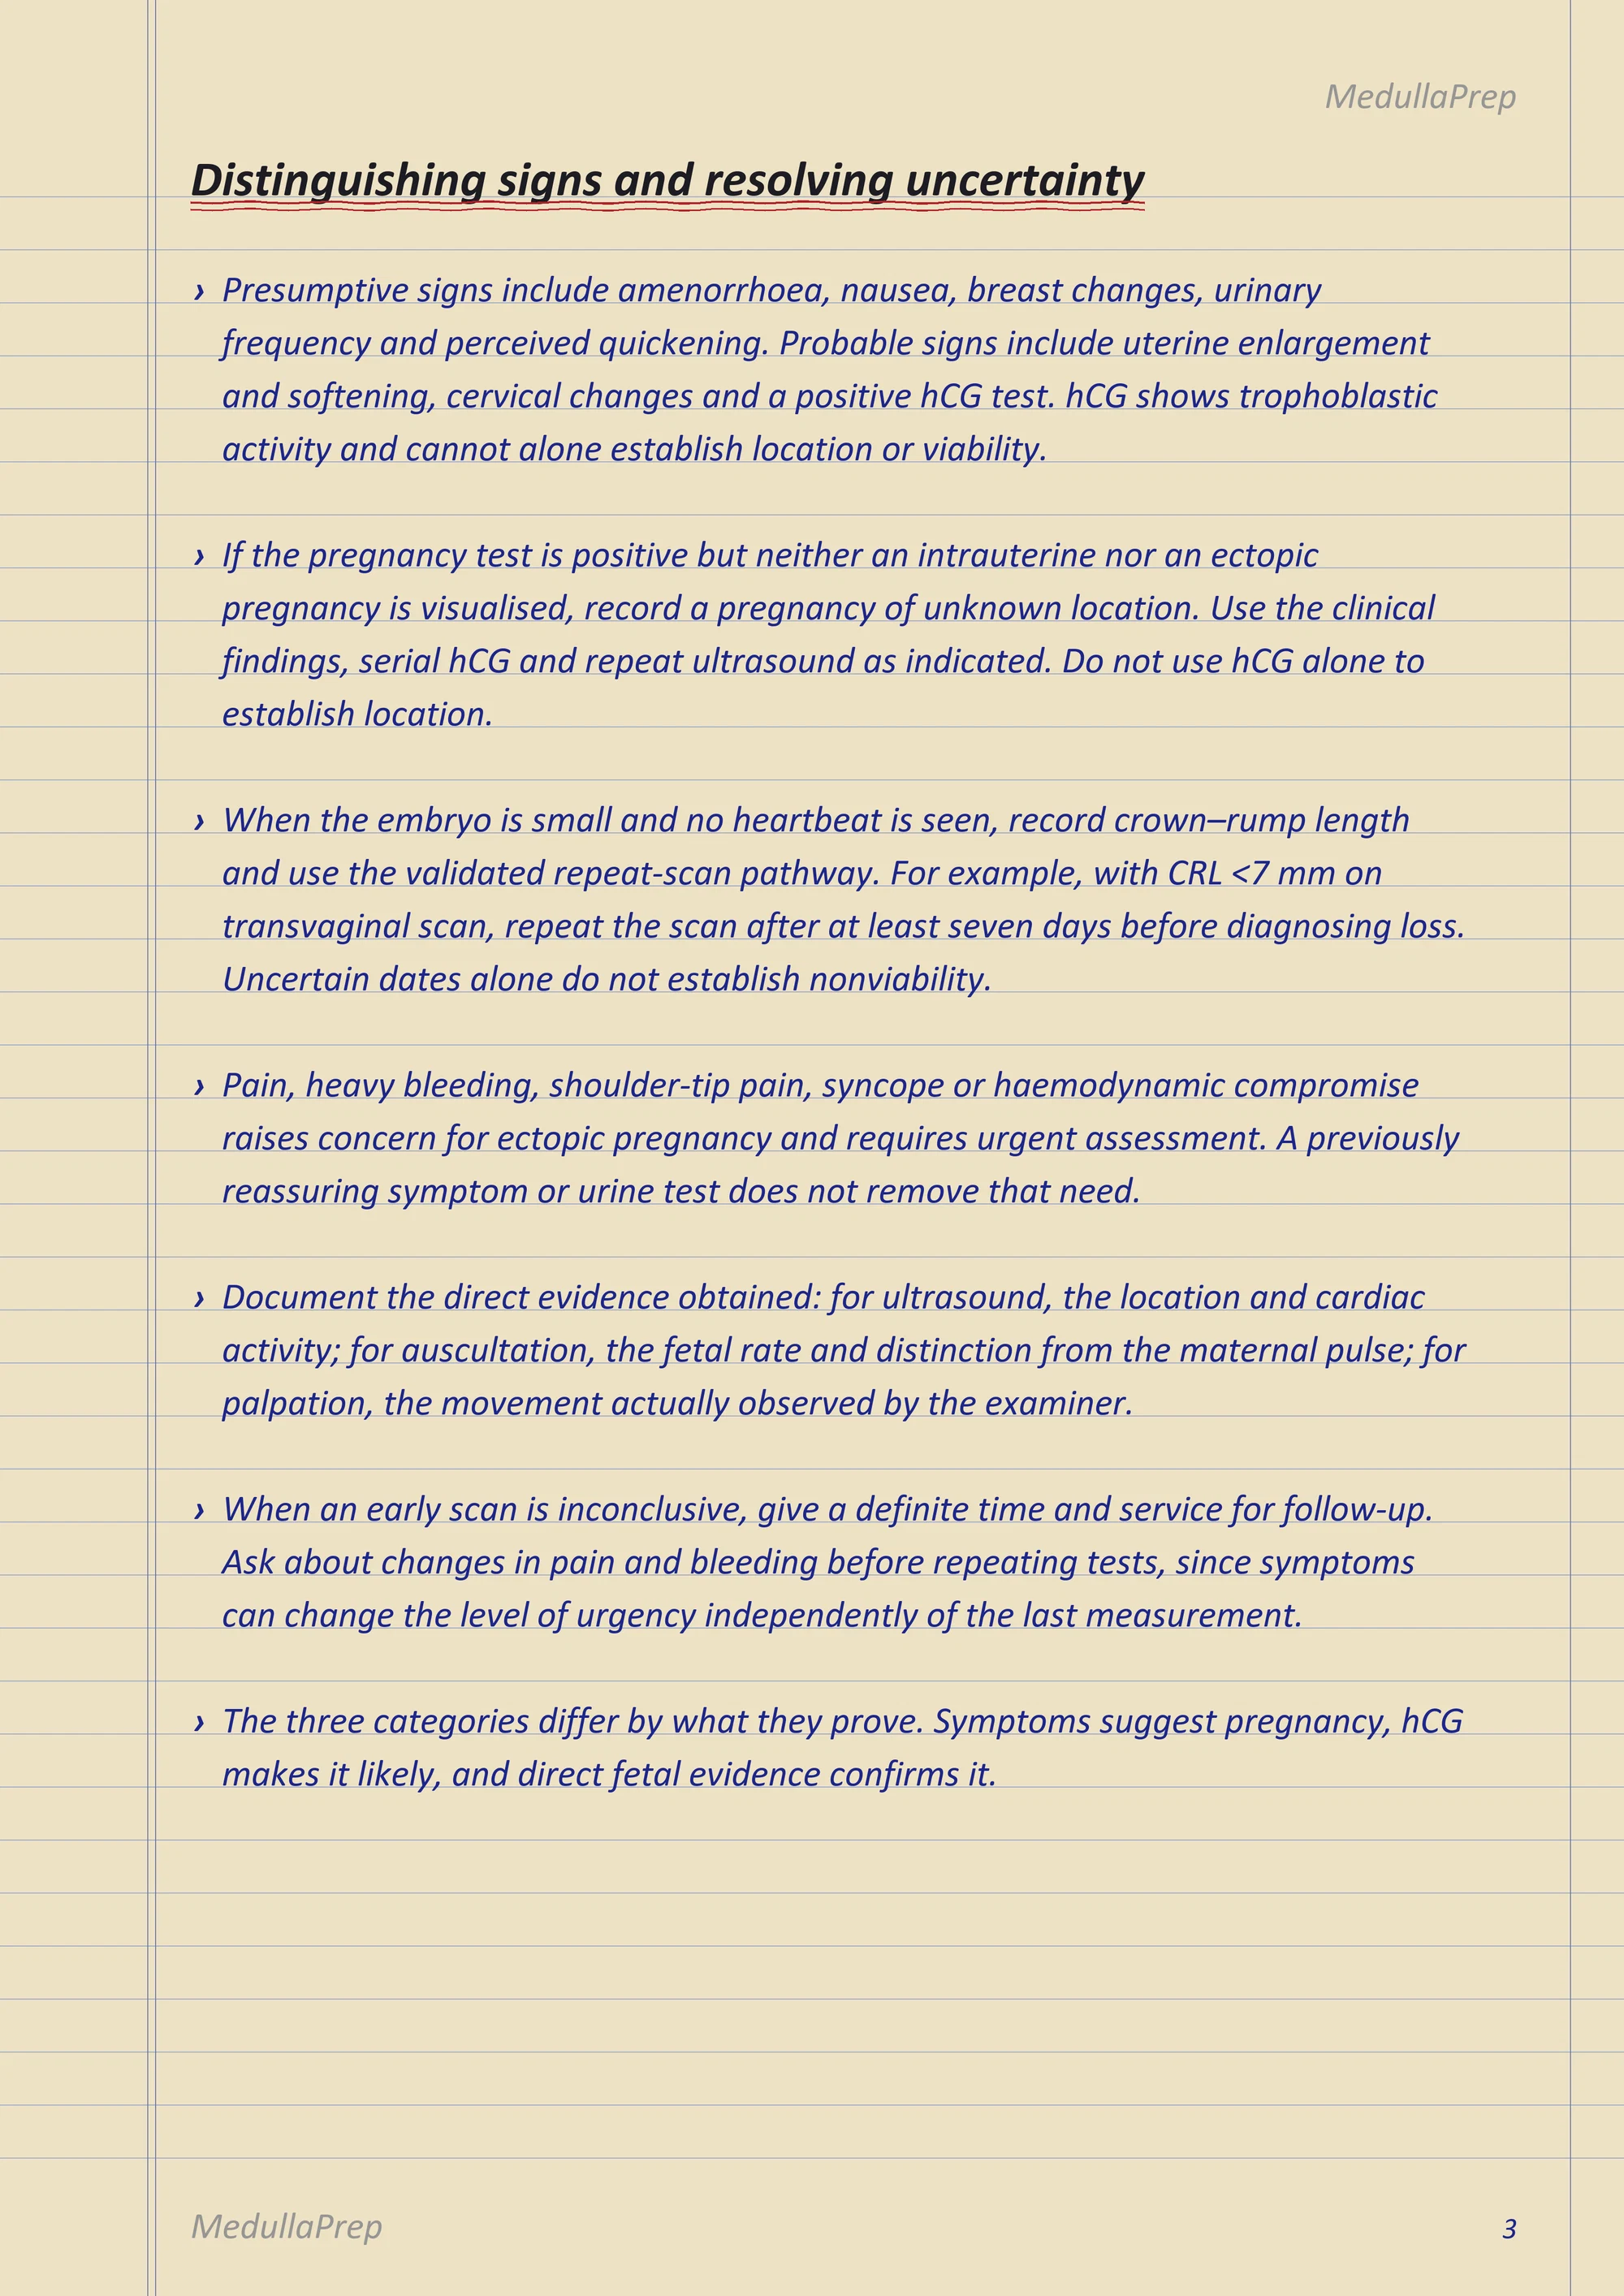 MedullaPrep
Distinguishing signs and resolving uncertainty
› Presumptive signs include amenorrhoea, nausea, breast changes, urinary
frequency and perceived quickening. Probable signs include uterine enlargement
and softening, cervical changes and a positive hCG test. hCG shows trophoblastic
activity and cannot alone establish location or viability.
› If the pregnancy test is positive but neither an intrauterine nor an ectopic
pregnancy is visualised, record a pregnancy of unknown location. Use the clinical
findings, serial hCG and repeat ultrasound as indicated. Do not use hCG alone to
establish location.
› When the embryo is small and no heartbeat is seen, record crown–rump length
and use the validated repeat-scan pathway. For example, with CRL <7 mm on
transvaginal scan, repeat the scan after at least seven days before diagnosing loss.
Uncertain dates alone do not establish nonviability.
› Pain, heavy bleeding, shoulder-tip pain, syncope or haemodynamic compromise
raises concern for ectopic pregnancy and requires urgent assessment. A previously
reassuring symptom or urine test does not remove that need.
› Document the direct evidence obtained: for ultrasound, the location and cardiac
activity; for auscultation, the fetal rate and distinction from the maternal pulse; for
palpation, the movement actually observed by the examiner.
› When an early scan is inconclusive, give a definite time and service for follow-up.
Ask about changes in pain and bleeding before repeating tests, since symptoms
can change the level of urgency independently of the last measurement.
› The three categories differ by what they prove. Symptoms suggest pregnancy, hCG
makes it likely, and direct fetal evidence confirms it.
MedullaPrep
3